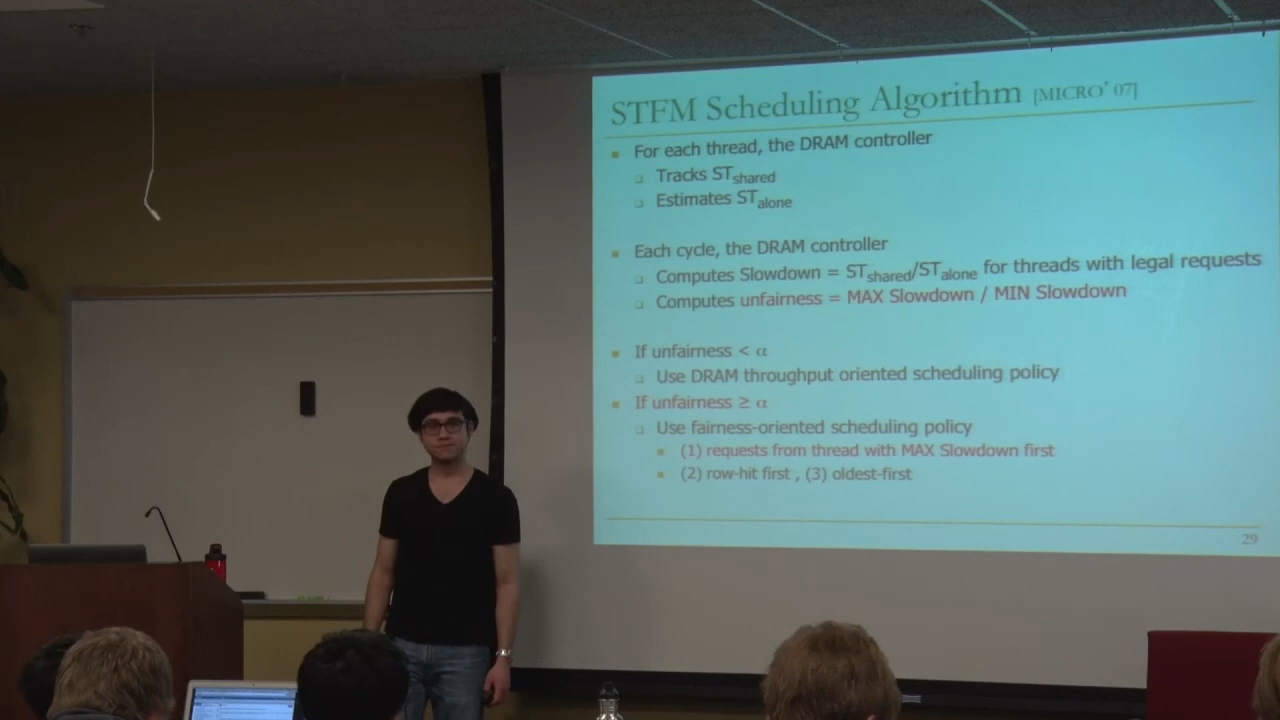 STFM Scheduling Algorithm [MICRO' 07]
For each thread, the DRAM controller
Tracks STshared
Estimates STalone
Each cycle, the DRAM controller
Computes Slowdown = STshared/STalone for threads with legal requests
Computes unfairness = MAX Slowdown / MIN Slowdown
If unfairness < α
Use DRAM throughput oriented scheduling policy
If unfairness ≥ α
Use fairness-oriented scheduling policy
(1) requests from thread with MAX Slowdown first
(2) row-hit first , (3) oldest-first
29